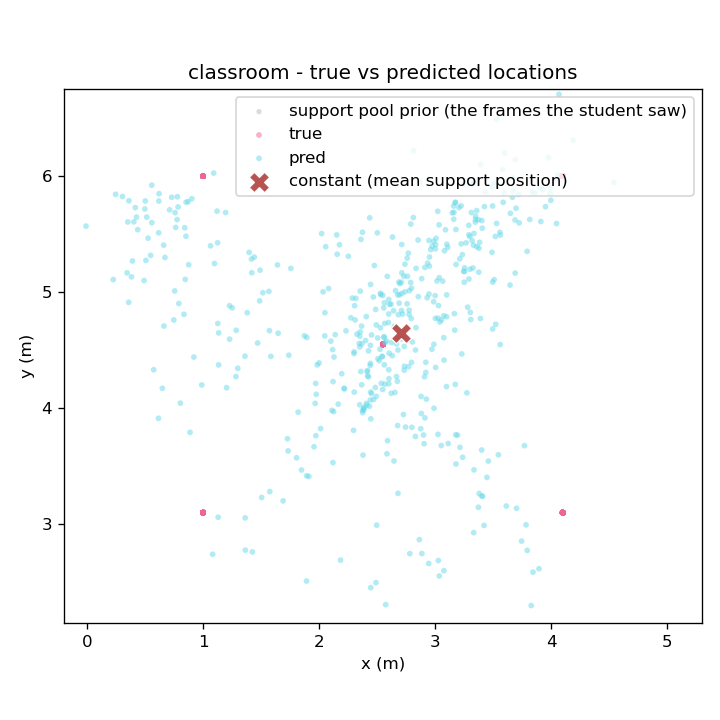 classroom - true vs predicted locations
support pool prior (the frames the student saw)
true
pred
constant (mean support position)
6
5
4
3
y (m)
0 1 2 3 4 5
x (m)